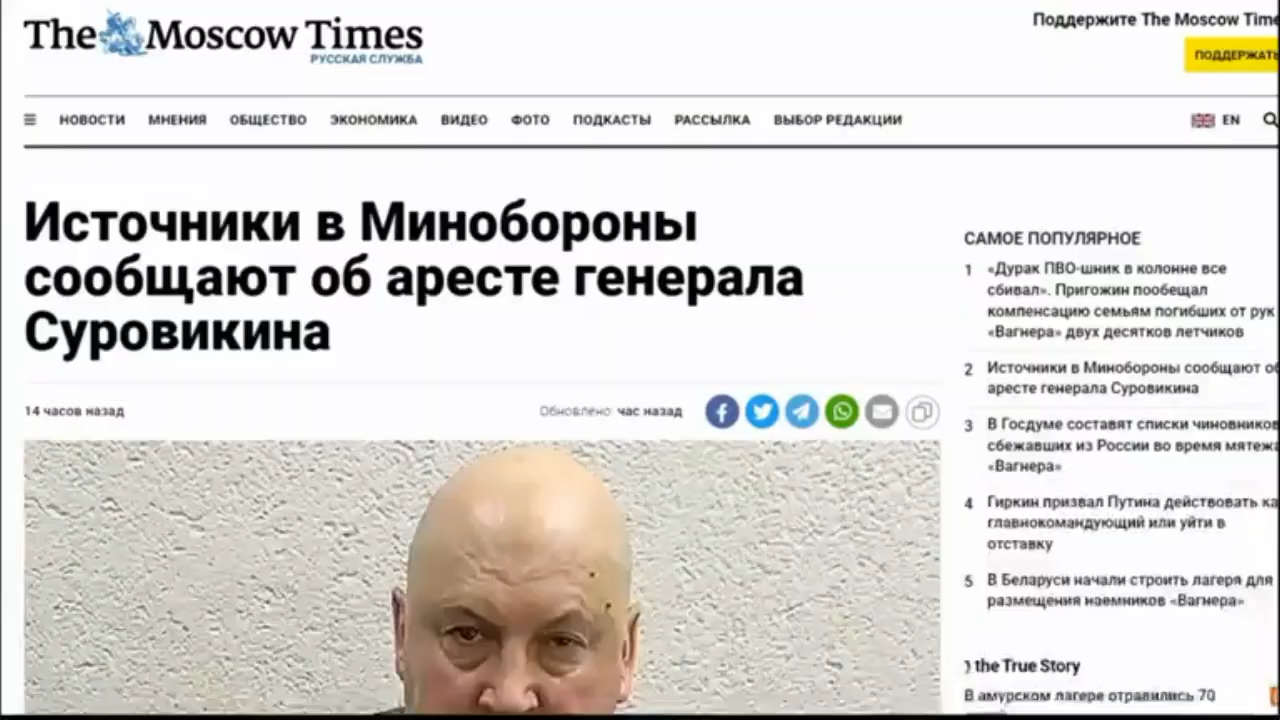 The Moscow Times
РУССКАЯ СЛУЖБА
Поддержите The Moscow
ПОДДЕРЖАТЬ
НОВОСТИ МНЕНИЯ ОБЩЕСТВО ЭКОНОМИКА ВИДЕО ФОТО ПОДКАСТЫ РАССЫЛКА ВЫБОР РЕДАКЦИИ EN
Источники в Минобороны
сообщают об аресте генерала
Суровикина
14 часов назад
Обновлено: час назад
САМОЕ ПОПУЛЯРНОЕ
1 «Дурак ПВО-шник в колонне все
сбивал». Пригожин пообещал
компенсацию семьям погибших от рук
«Вагнера» двух десятков летчиков
2 Источники в Минобороны сообщают
аресте генерала Суровикина
3 В Госдуме составят списки
сбежавших из России во время
«Вагнера»
4 Гиркин призвал Путина действовать
главнокомандующий или уйти в
отставку
5 В Беларуси начали строить лагеря для
размещения наемников «Вагнера»
the True Story
В амурском лагере отравились 70